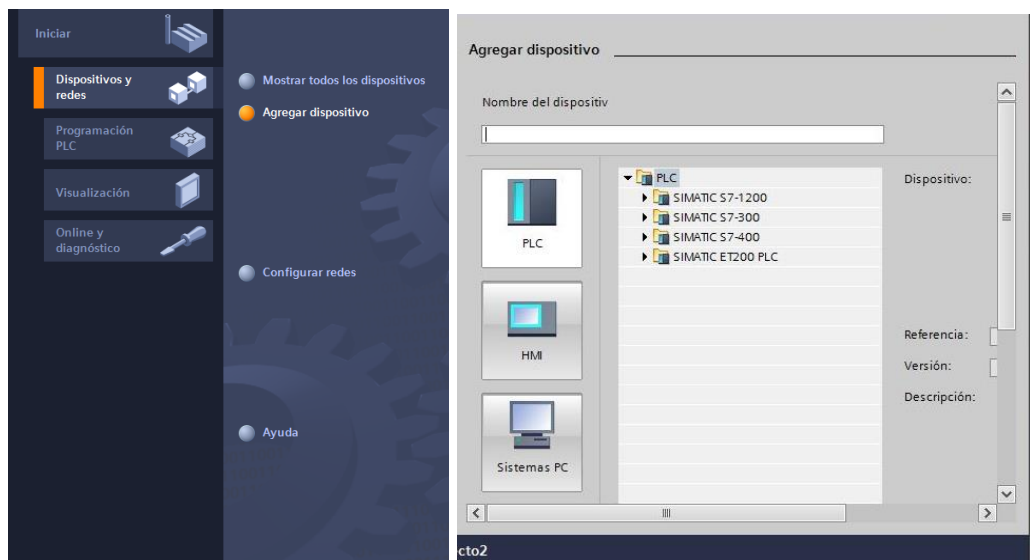 Iniciar
Dispositivos y
redes
Programación
PLC
Visualización
Online y
diagnóstico
Mostrar todos los dispositivos
Agregar dispositivo
Configurar redes
Ayuda
Agregar dispositivo
Nombre del dispositiv
PLC
HMI
Sistemas PC
PLC
SIMATIC S7-1200
SIMATIC S7-300
SIMATIC S7-400
SIMATIC ET200 PLC
Dispositivo:
Referencia:
Versión:
Descripción:
cto2